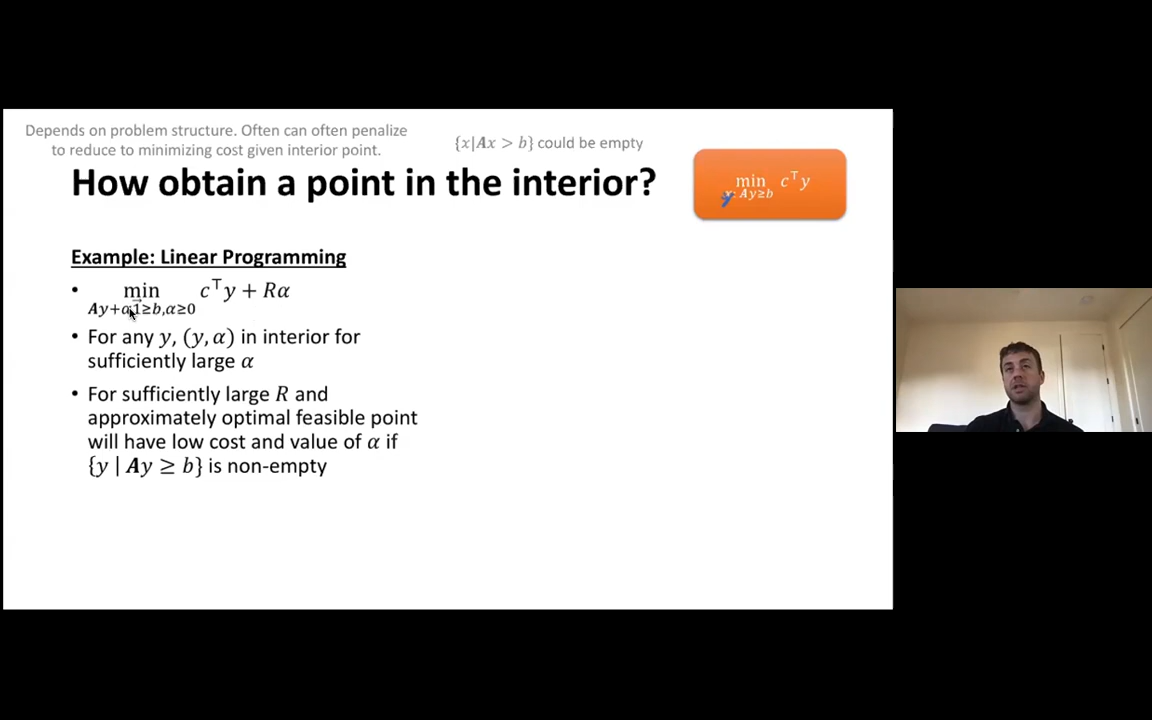 Depends on problem structure. Often can often penalize
to reduce to minimizing cost given interior point.
{x|Ax > b} could be empty
How obtain a point in the interior?
min c⊤y
y: Ay≥b
Example: Linear Programming
• min c⊤y + Rα
Ay+α1⃗≥b,α≥0
• For any y, (y, α) in interior for
sufficiently large α
• For sufficiently large R and
approximately optimal feasible point
will have low cost and value of α if
{y | Ay ≥ b} is non-empty